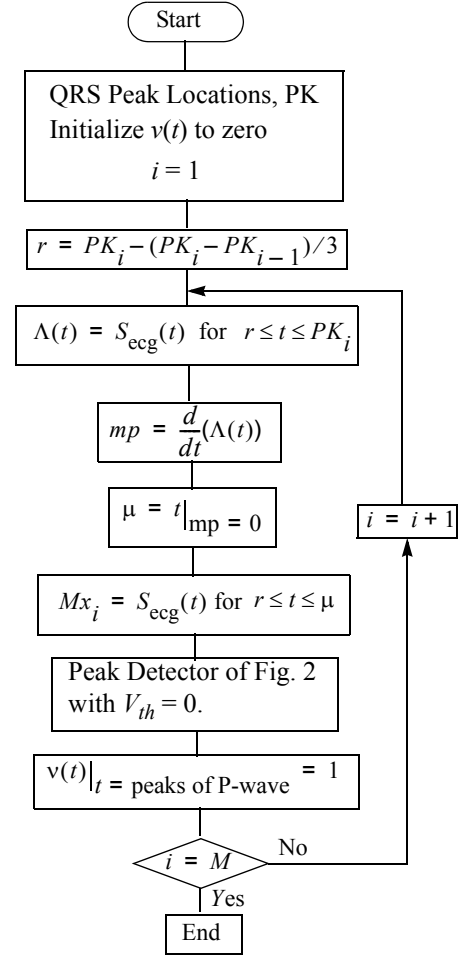 Start
QRS Peak Locations, PK
Initialize v(t) to zero
i = 1
r = PK_i − (PK_i − PK_{i − 1})/3
Λ(t) = S_ecg(t) for r ≤ t ≤ PK_i
mp = d/dt(Λ(t))
μ = t|_{mp = 0}
i = i + 1
Mx_i = S_ecg(t) for r ≤ t ≤ μ
Peak Detector of Fig. 2
with V_th = 0.
ν(t)|_{t = peaks of P-wave} = 1
i = M
No
Yes
End